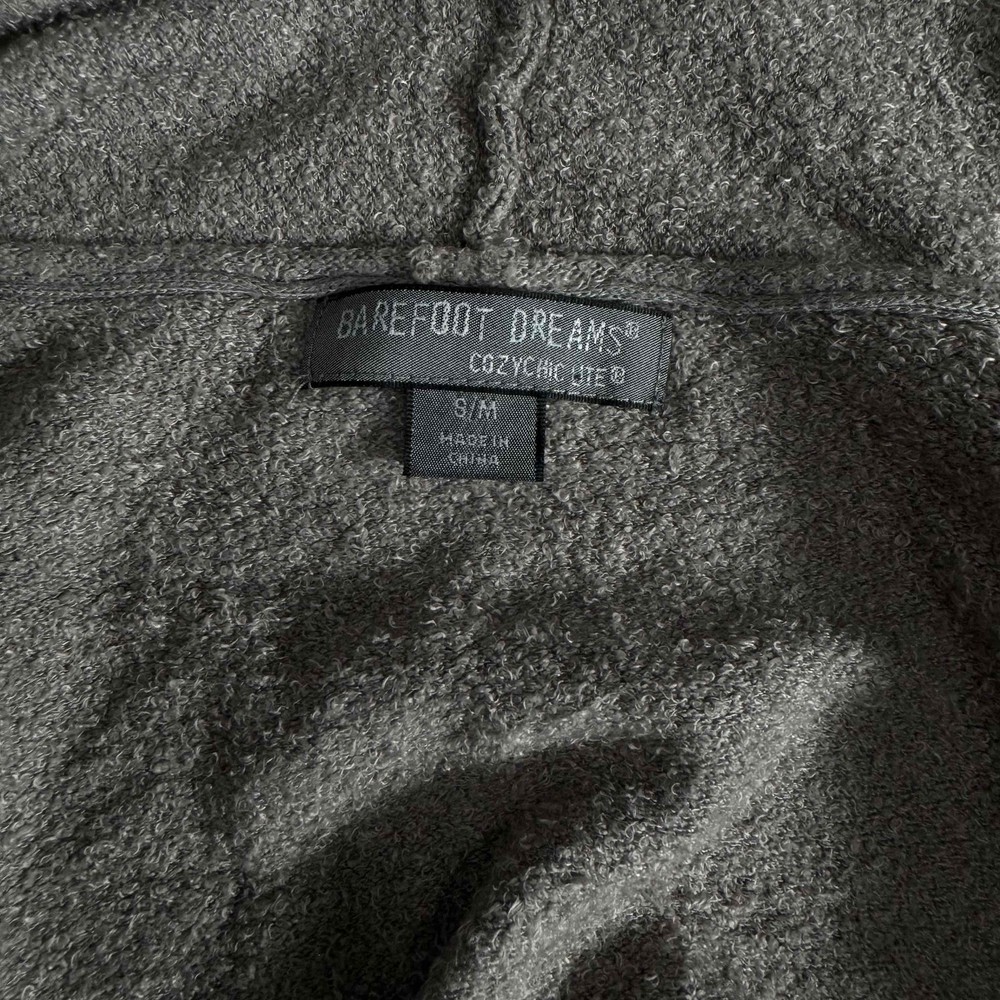 BAREFOOT DREAMS®
COZYCHIC LITE®
S/M
MADE IN
CHINA